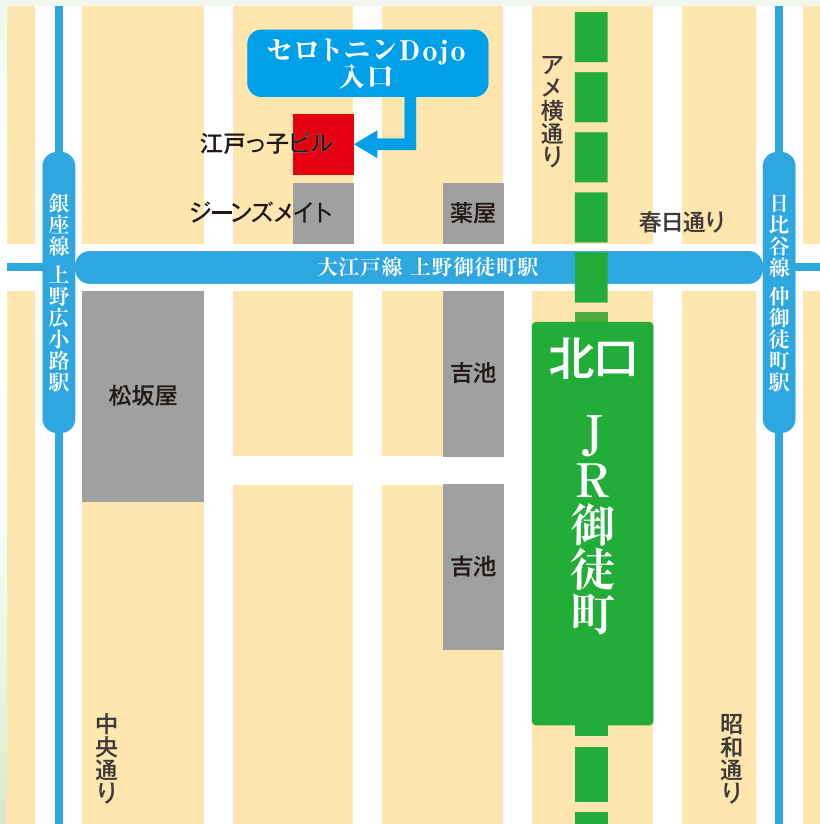 セロトニンDojo
入口
アメ横通り
江戸っ子ビル
ジーンズメイト
薬屋
春日通り
銀座線 上野広小路駅
大江戸線 上野御徒町駅
日比谷線 仲御徒町駅
松坂屋
吉池
北口
JR御徒町
吉池
中央通り
昭和通り